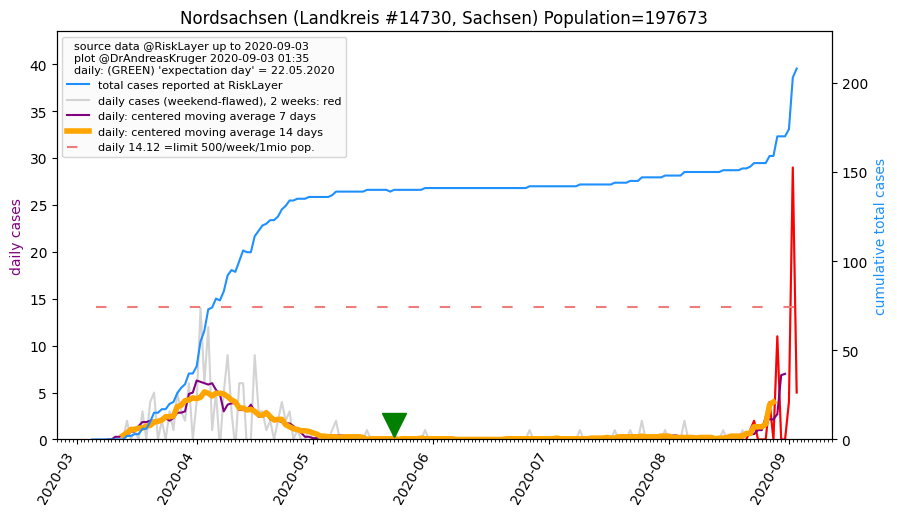 Nordsachsen (Landkreis #14730, Sachsen) Population=197673
source data @RiskLayer up to 2020-09-03
plot @DrAndreasKruger 2020-09-03 01:35
daily: (GREEN) 'expectation day' = 22.05.2020
total cases reported at RiskLayer
daily cases (weekend-flawed), 2 weeks: red
daily: centered moving average 7 days
daily: centered moving average 14 days
daily 14.12 =limit 500/week/1mio pop.
daily cases
40
35
30
25
20
15
10
5
0
cumulative total cases
200
150
100
50
0
2020-03
2020-04
2020-05
2020-06
2020-07
2020-08
2020-09